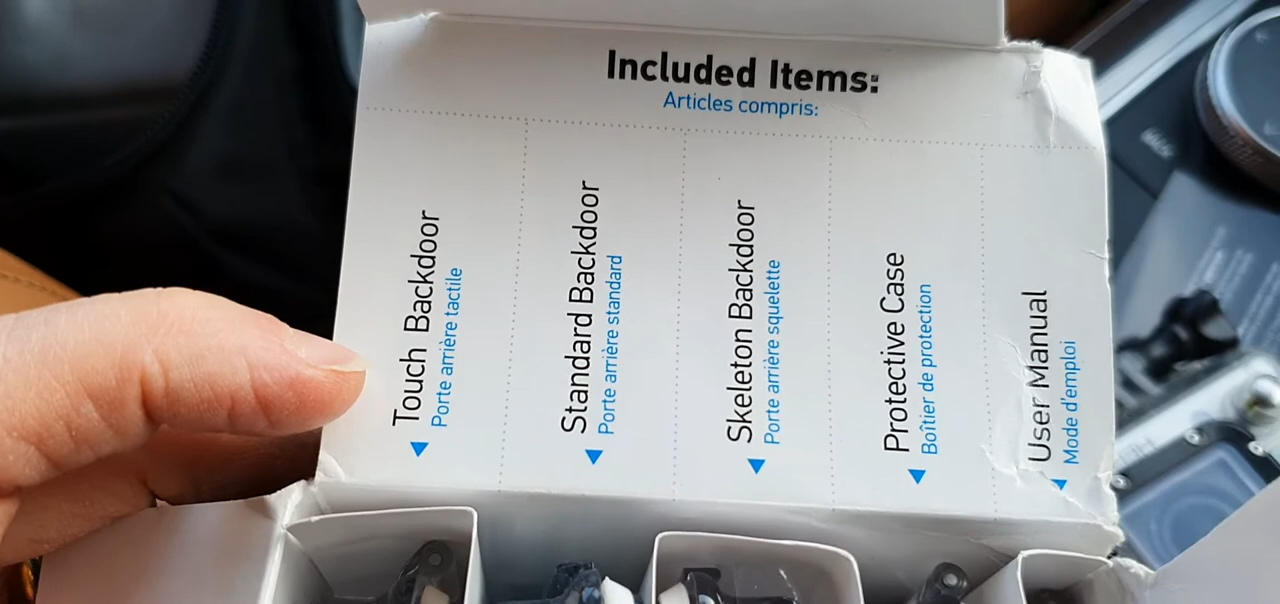 Included Items:
Articles compris:
Touch Backdoor
Porte arrière tactile
Standard Backdoor
Porte arrière standard
Skeleton Backdoor
Porte arrière squelette
Protective Case
Boîtier de protection
User Manual
Mode d'emploi